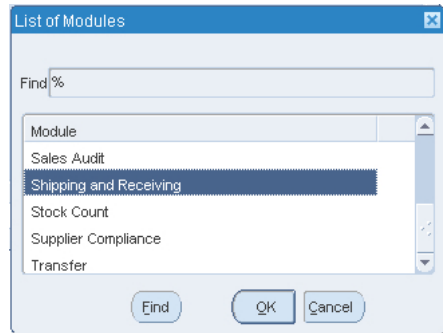 List of Modules
Find %
Module
Sales Audit
Shipping and Receiving
Stock Count
Supplier Compliance
Transfer
Find OK Cancel